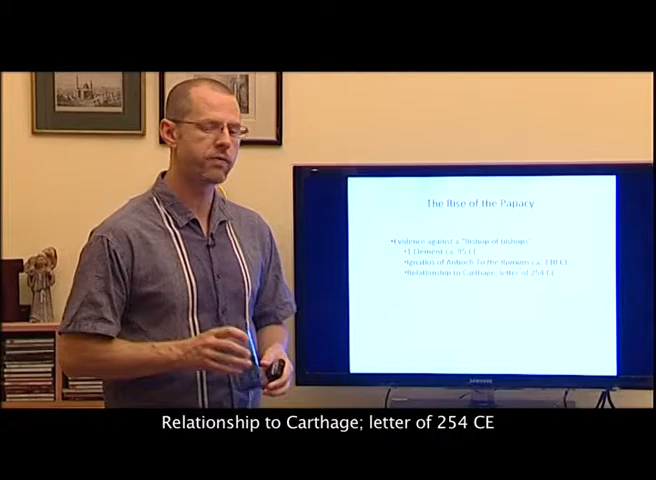 The Rise of the Papacy
•Evidence against a "bishop of bishops"
•1 Clement ca. 95 CE
•Ignatius of Antioch To the Romans ca. 110 CE
•Relationship to Carthage: letter of 254 CE
SAMSUNG
Relationship to Carthage; letter of 254 CE